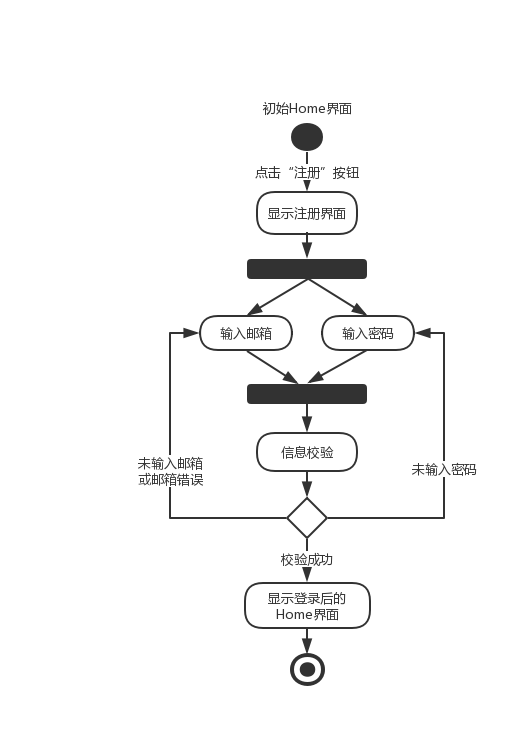 初始Home界面
点击“注册”按钮
显示注册界面
输入邮箱
输入密码
信息校验
未输入邮箱
或邮箱错误
未输入密码
校验成功
显示登录后的
Home界面